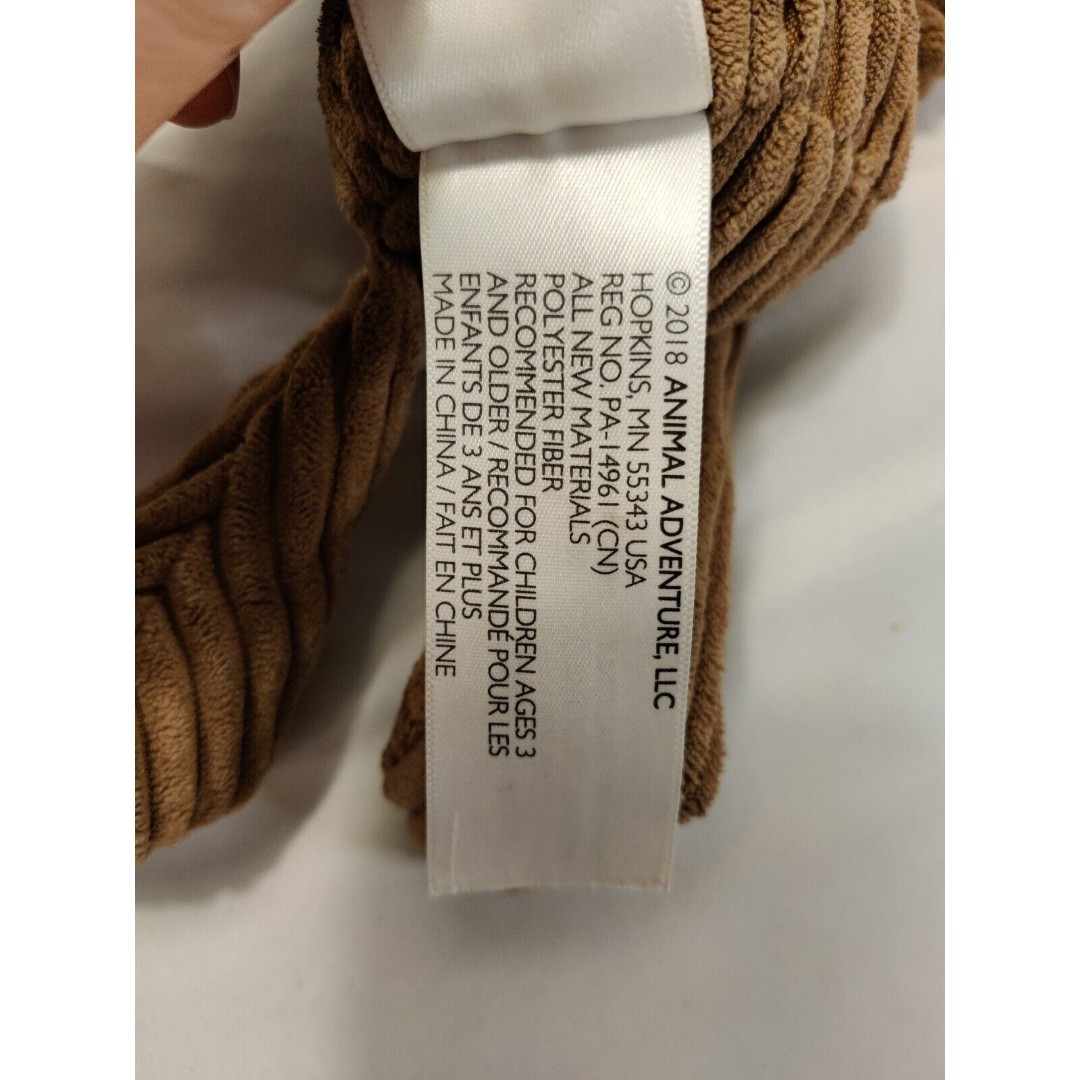 ©2018 ANIMAL ADVENTURE, LLC
HOPKINS, MN 55343 USA
REG NO. PA-14961 (CN)
ALL NEW MATERIALS
POLYESTER FIBER
RECOMMENDED FOR CHILDREN AGES 3
AND OLDER / RECOMMANDÉ POUR LES
ENFANTS DE 3 ANS ET PLUS
MADE IN CHINA / FAIT EN CHINE